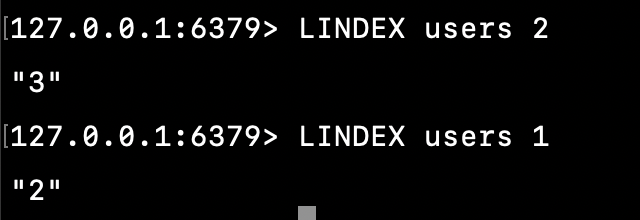 [127.0.0.1:6379> LINDEX users 2
"3"
[127.0.0.1:6379> LINDEX users 1
"2"